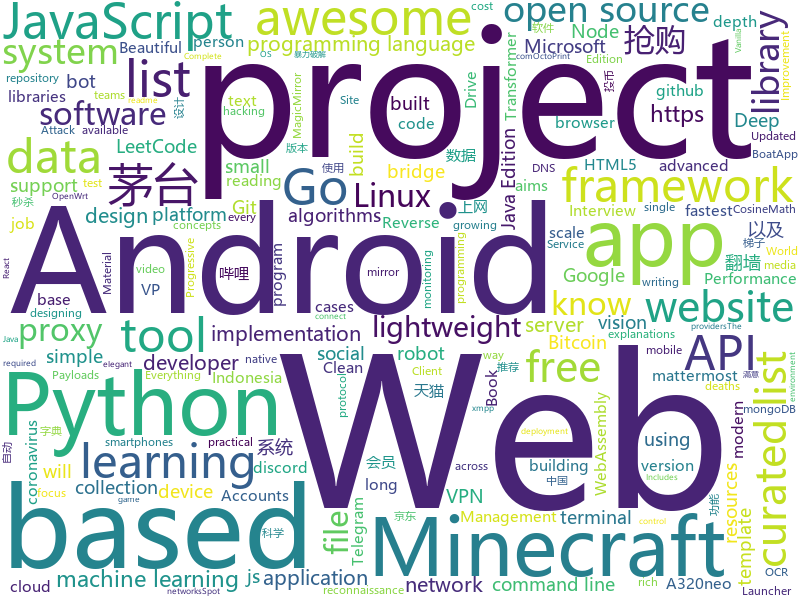 JavaScript
awesome
open source
Node
抢购
depth
cost
软件
Complete
暴力破解
Os
comOctoPrint
Vanilla
Edition
system
Beautiful
person
programming language
Microsoft
library
投币
improvement
repository
teams
readme
bot
list
libraries
text
hacking
MagicMirror
built
code
Drive
Transformer
github
https
browser
Deep
Site
software
设计
Attack
available
project
LeetCode
版本
build
数据
HTML5
Updated
DNS
BoatApp
data
small
使用
bridge
Java Edition
advanced
support
test
reading
上网
aims
Interview
single
fastest
CosineMath
茅台
Go
Linux
framework
秒杀
OpenWrt
job
design
platform
Git
algorithms
Reverse
growing
scale
Service
以及
梯子
React
every
concepts
Material
Progressive
Android
app
翻墙
World
media
base
video
VP
program
哔哩
mirror
monitoring
programming
Google
Performance
writing
designing
cases
know
website
proxy
tool
implementation
lightweight
server
vision
explanations
Java
connect
way
providersThe
simple
developer
native
social
robot
Bitcoin
mobile
required
elegant
Everything
Clean
Client
free
API
Payloads
Indonesia
protocol
天猫
Book
推荐
mattermost
满意
deaths
environment
Python
Web
curated list
字典
practical
系统
xmpp
using
mongoDB
自动
coronavirus
smartphones
learning
discord
会员
across
WebAssembly
building
version
modern
中国
Includes
will
collection
device
Accounts
long
VPN
Management
resources
template
focus
deployment
game
based
file
Telegram
京东
Minecraft
terminal
功能
OCR
科学
control
cloud
machine learning
js
application
network
command line
rich
A320neo
networksSpot
reconnaissance
Launcher